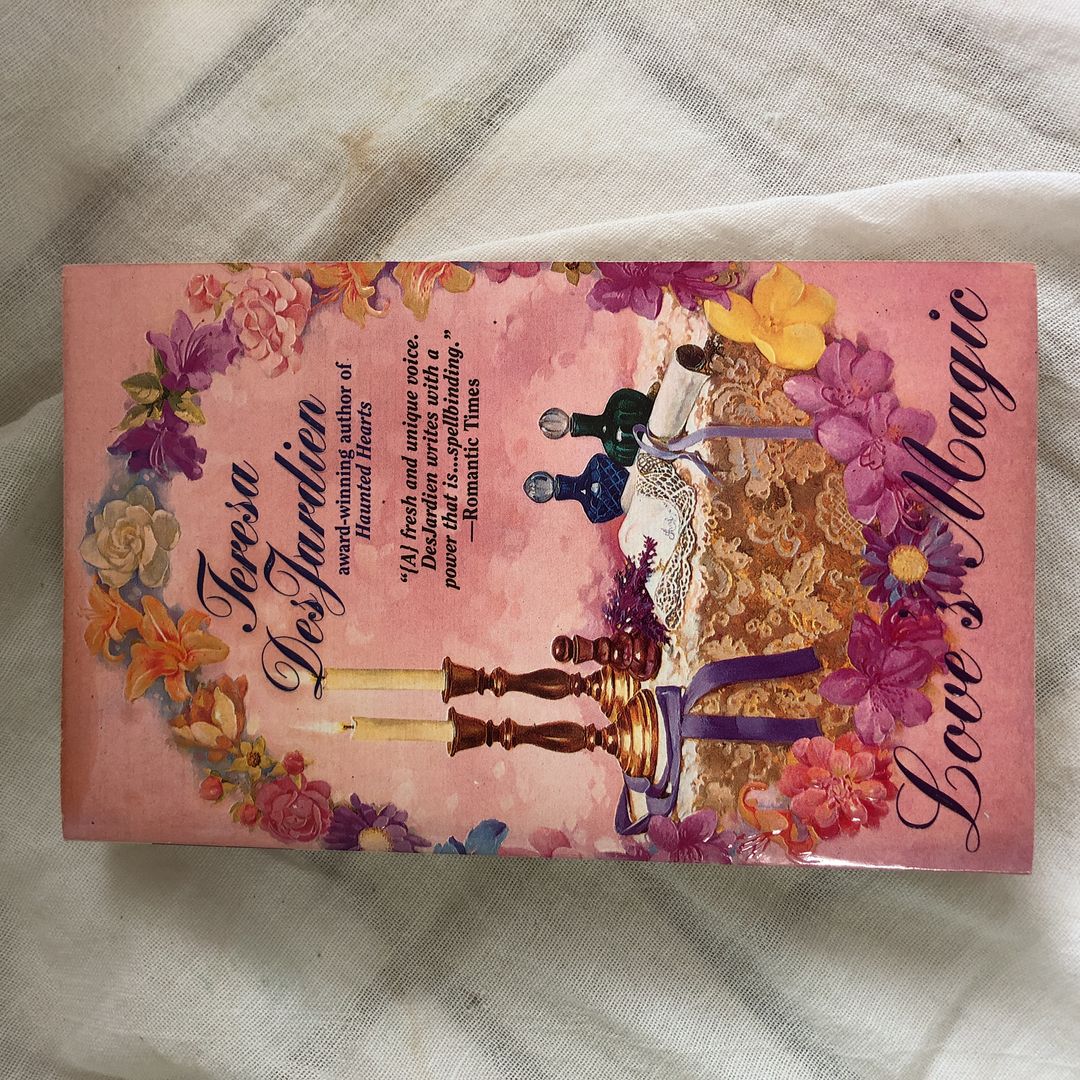 Teresa
DesJardien
award-winning author of
Haunted Hearts
"[A] fresh and unique voice.
DesJardien writes with a
power that is...spellbinding."
—Romantic Times
Love's Magic